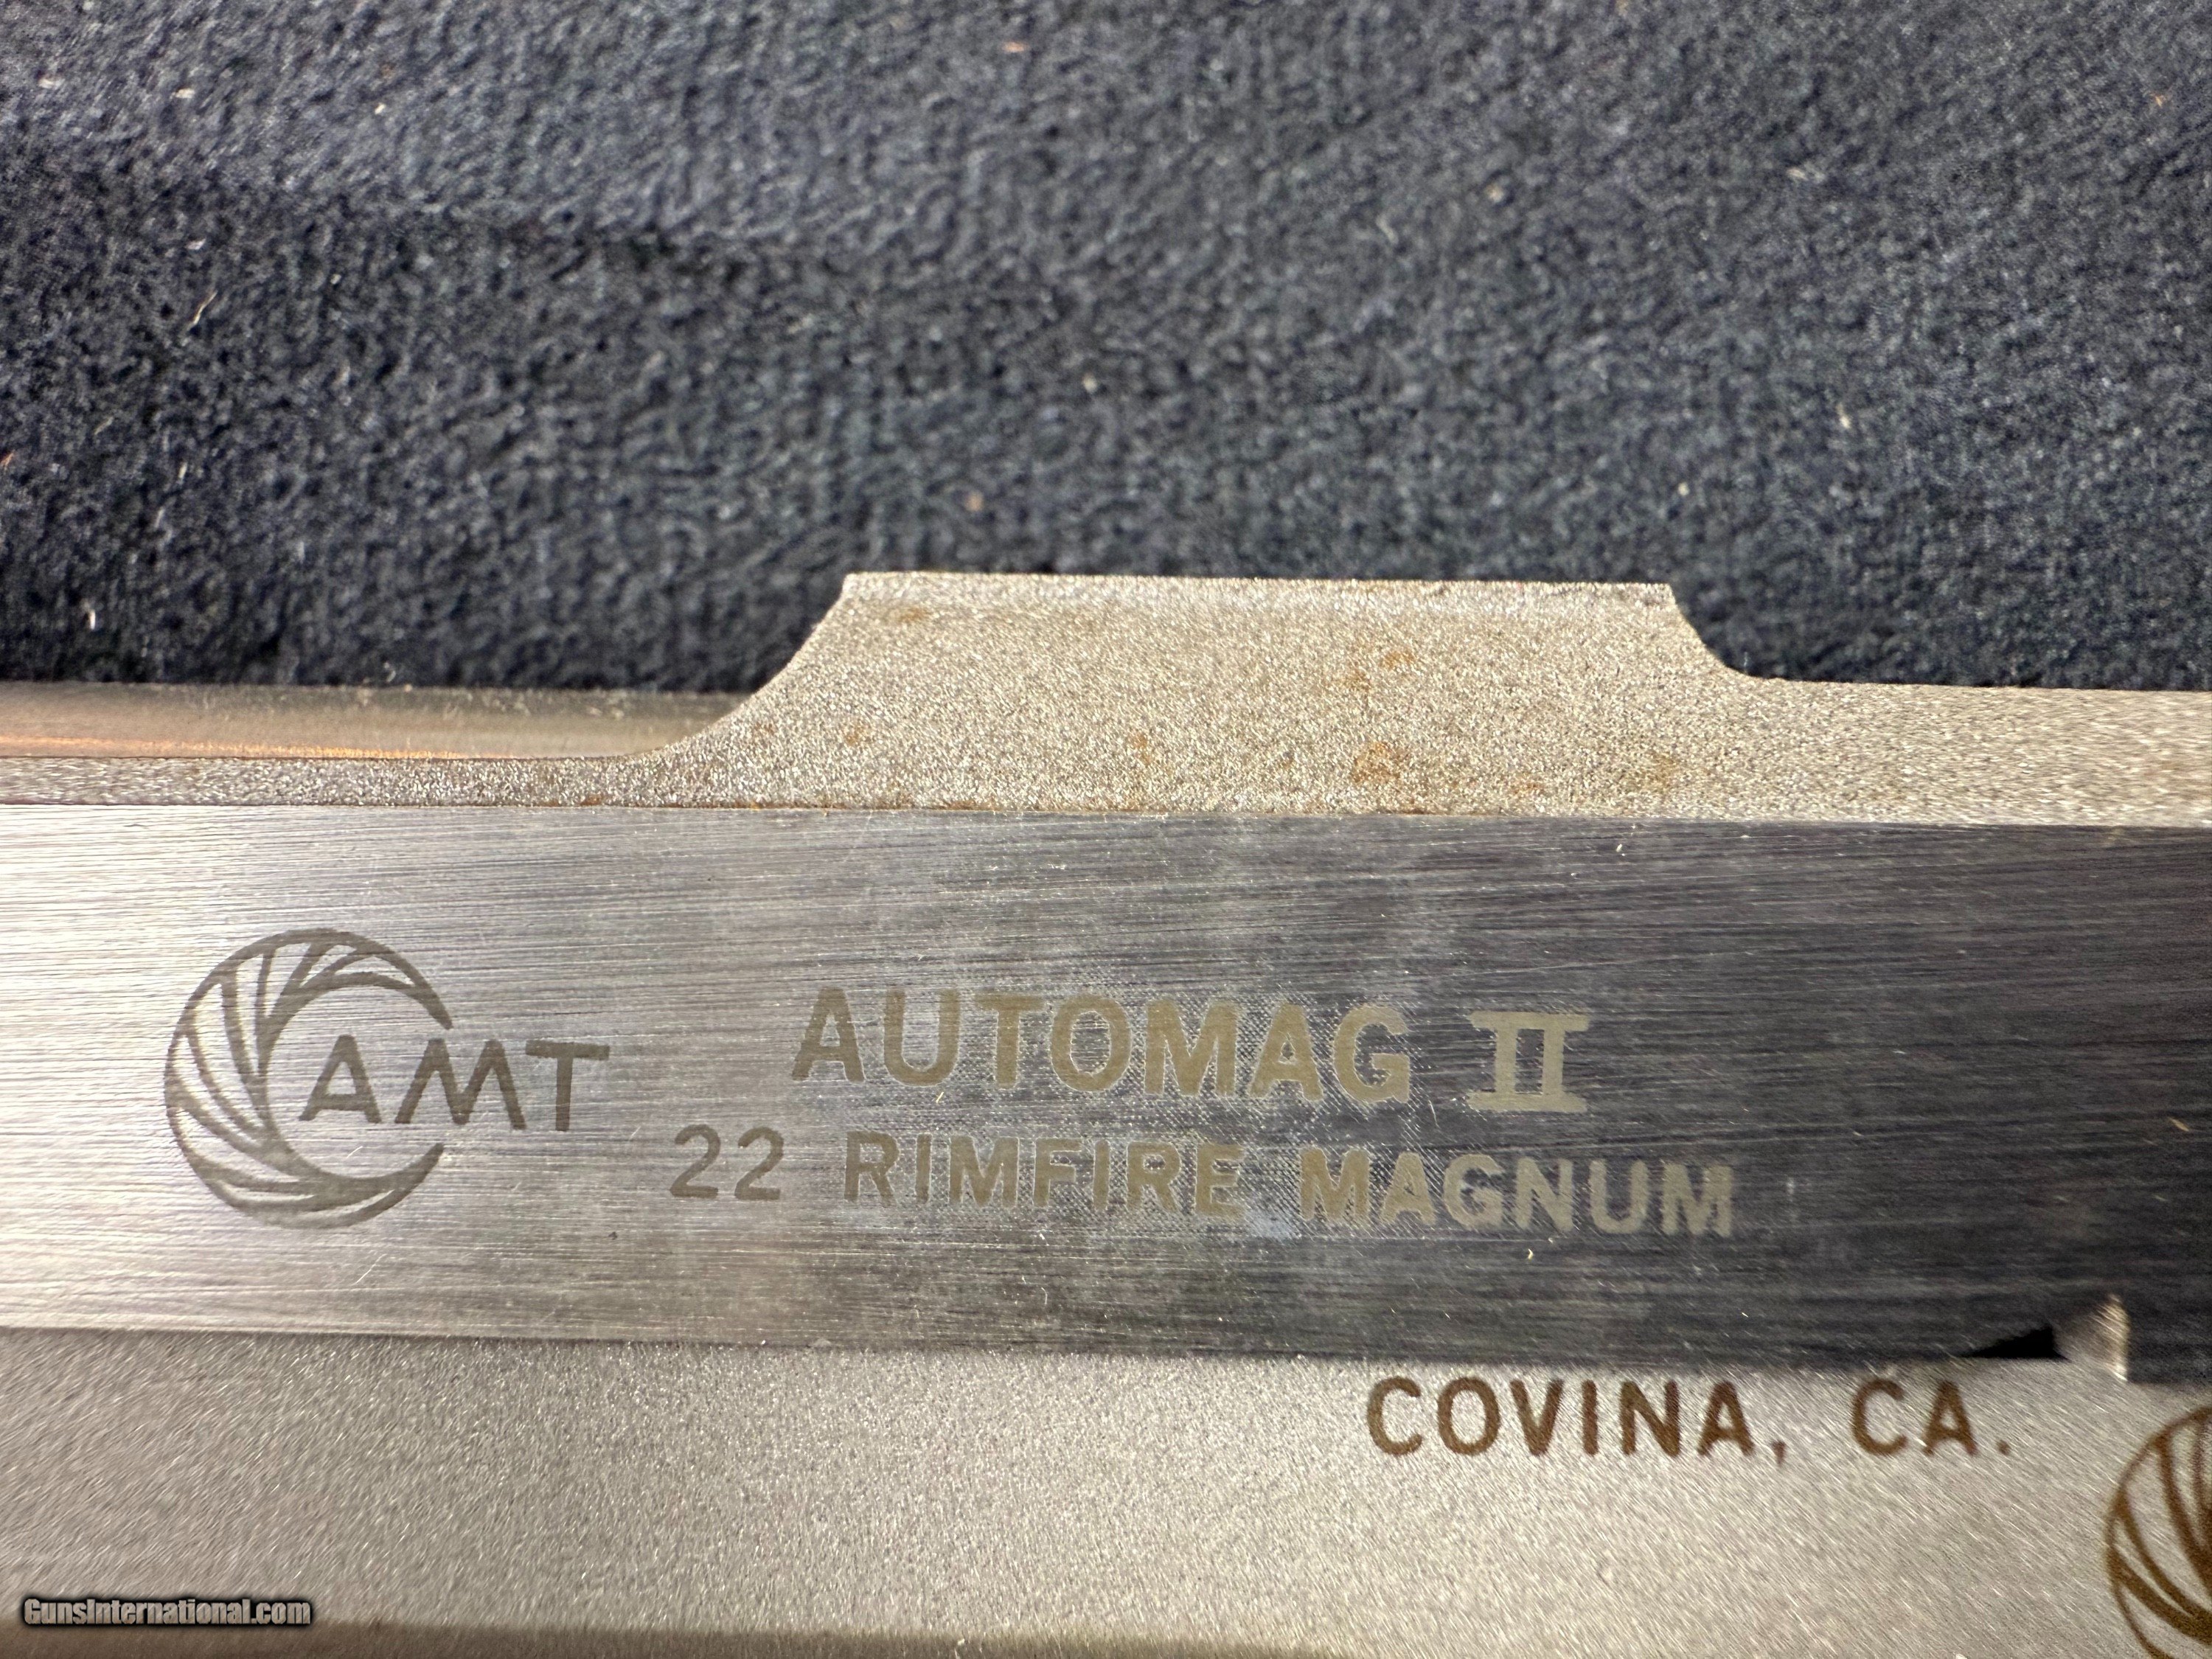 AMT
AUTOMAG II
22 RIMFIRE MAGNUM
COVINA, CA.
GunsInternational.com